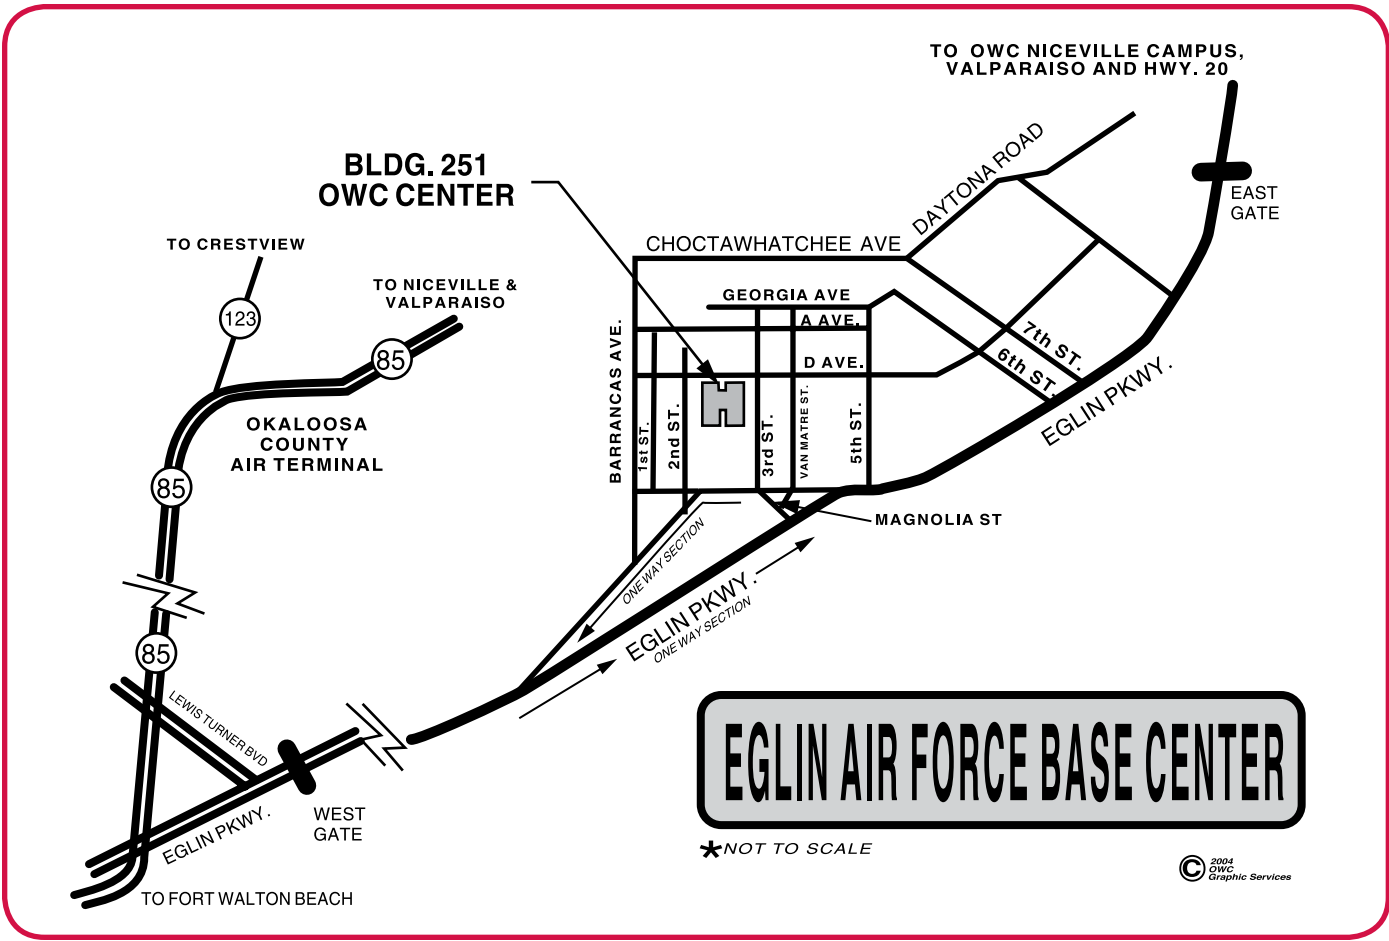 TO OWC NICEVILLE CAMPUS,
VALPARAISO AND HWY. 20
DAYTONA ROAD
EAST
GATE
BLDG. 251
OWC CENTER
TO CRESTVIEW
CHOCTAWHATCHEE AVE
TO NICEVILLE &
VALPARAISO
GEORGIA AVE
123
A AVE.
85
D AVE.
7th ST.
6th ST.
EGLIN PKWY.
BARRANCAS AVE.
1st ST.
2nd ST.
3rd ST.
VAN MATRE ST.
5th ST.
OKALOOSA
COUNTY
AIR TERMINAL
85
MAGNOLIA ST
ONE WAY SECTION
EGLIN PKWY.
ONE WAY SECTION
85
LEWIS TURNER BVD
EGLIN PKWY.
WEST
GATE
TO FORT WALTON BEACH
EGLIN AIR FORCE BASE CENTER
*NOT TO SCALE
© 2004
OWC
Graphic Services